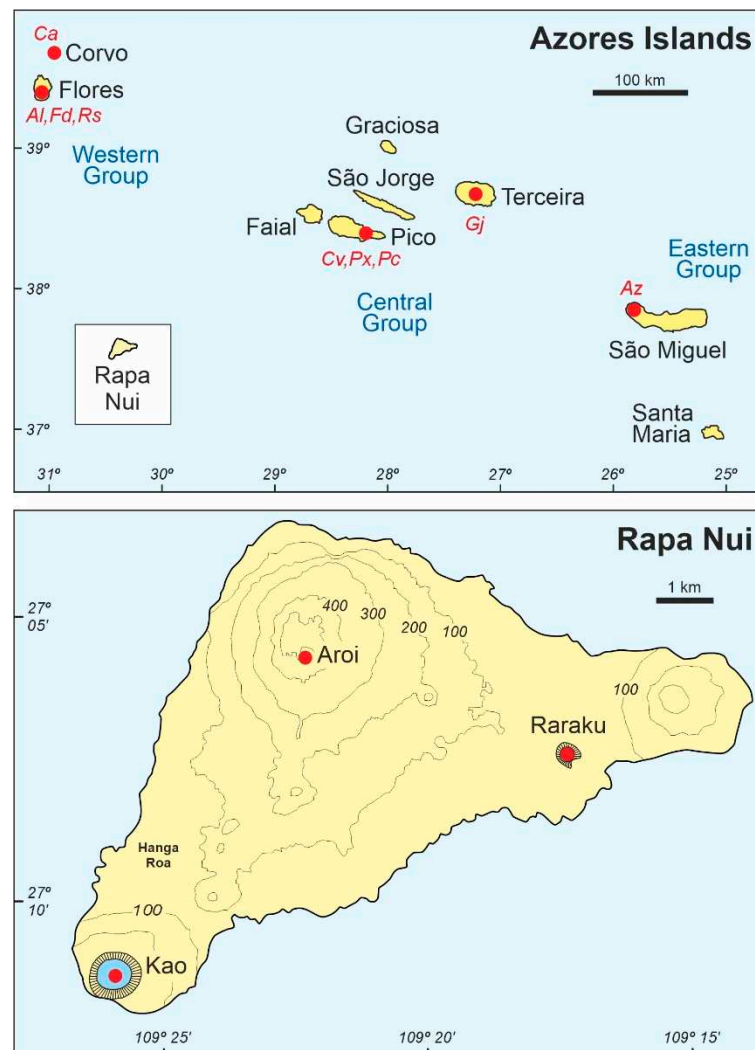 Azores Islands
100 km
Ca
Corvo
Flores
Al,Fd,Rs
Western
Group
Graciosa
São Jorge
Terceira
Gj
Faial
Pico
Cv,Px,Pc
Central
Group
Eastern
Group
Az
São Miguel
Santa
Maria
Rapa
Nui
39º
38º
37º
31º
30º
29º
28º
27º
26º
25º
Rapa Nui
1 km
27º
05'
400
300
200
100
Aroi
100
Raraku
Hanga
Roa
27º
10'
100
Kao
109º 25'
109º 20'
109º 15'